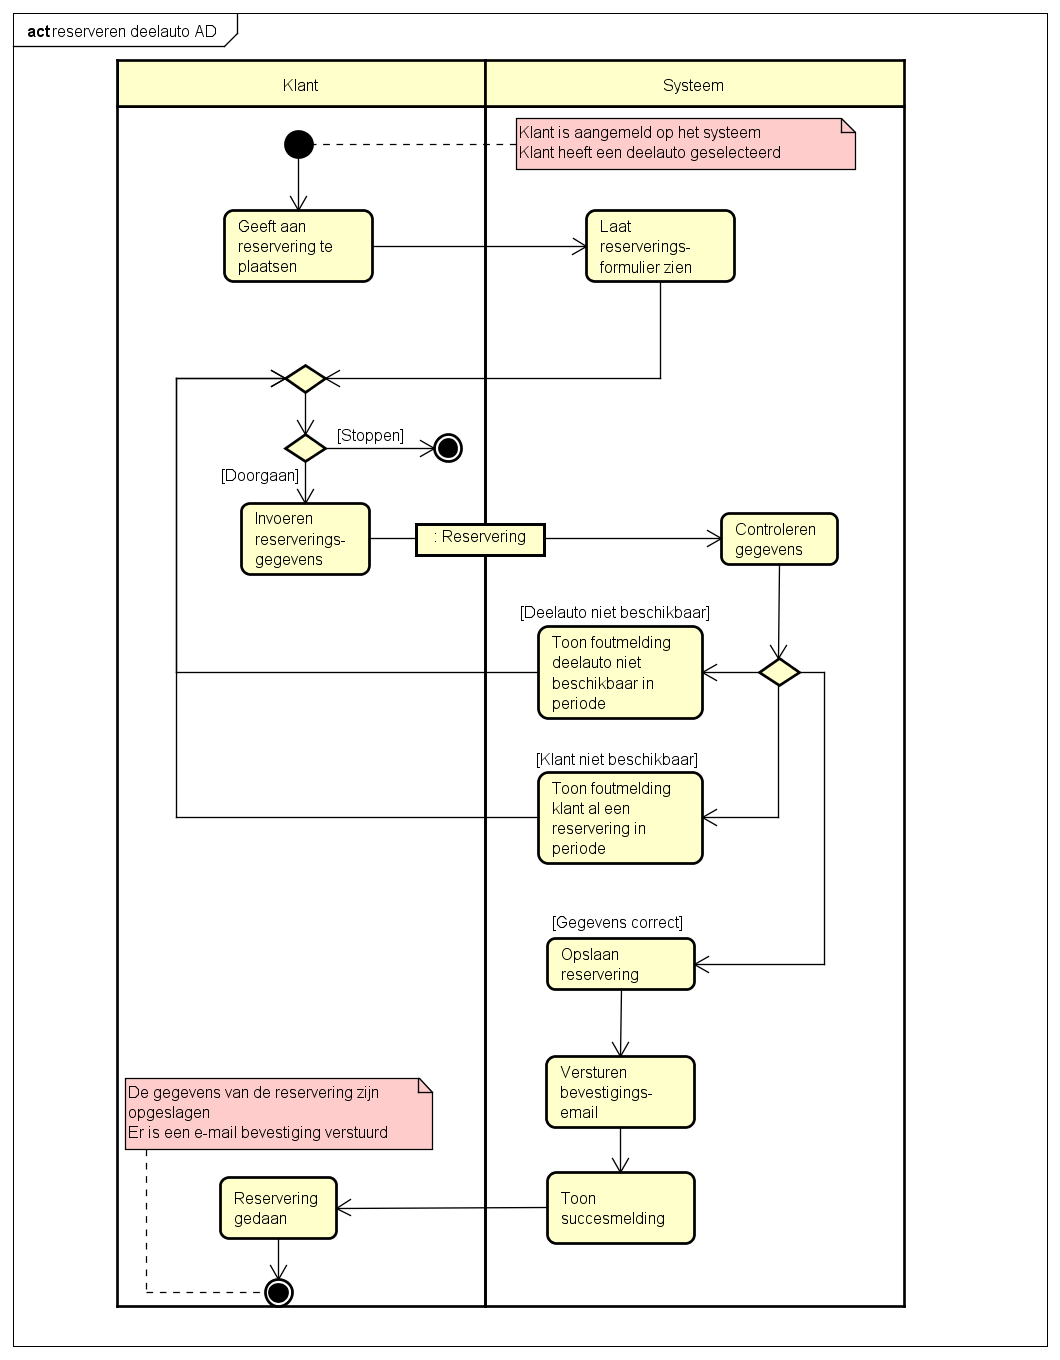 act reserveren deelauto AD
Klant
Systeem
Klant is aangemeld op het systeem
Klant heeft een deelauto geselecteerd
Geeft aan
reservering te
plaatsen
Laat
reserverings-
formulier zien
[Stoppen]
[Doorgaan]
Invoeren
reserverings-
gegevens
: Reservering
Controleren
gegevens
[Deelauto niet beschikbaar]
Toon foutmelding
deelauto niet
beschikbaar in
periode
[Klant niet beschikbaar]
Toon foutmelding
klant al een
reservering in
periode
[Gegevens correct]
Opslaan
reservering
Versturen
bevestigings-
email
De gegevens van de reservering zijn
opgeslagen
Er is een e-mail bevestiging verstuurd
Reservering
gedaan
Toon
succesmelding